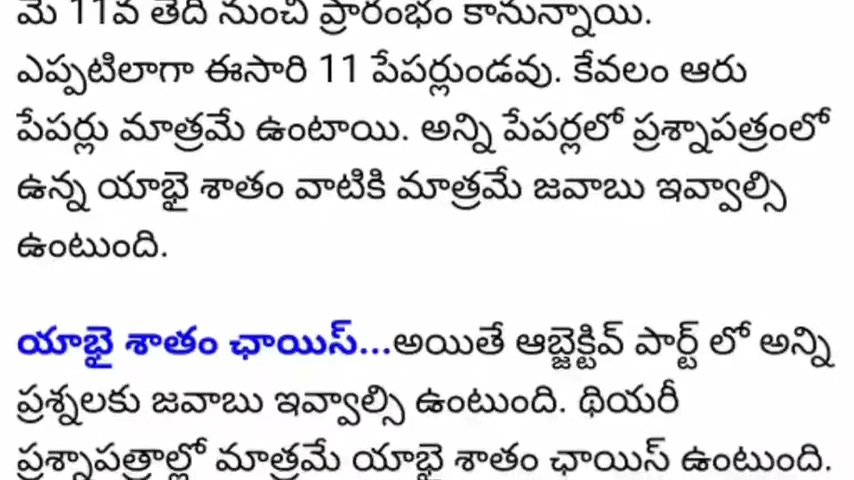 మే 11వ తేదీ నుంచి ప్రారంభం కానున్నాయి.
ఎప్పటిలాగా ఈసారి 11 పేపర్లుండవు. కేవలం ఆరు
పేపర్లు మాత్రమే ఉంటాయి. అన్ని పేపర్లలో ప్రశ్నాపత్రంలో
ఉన్న యాభై శాతం వాటికి మాత్రమే జవాబు ఇవ్వాల్సి
ఉంటుంది.
యాభై శాతం ఛాయిస్...అయితే ఆబ్జెక్టివ్ పార్ట్ లో అన్ని
ప్రశ్నలకు జవాబు ఇవ్వాల్సి ఉంటుంది. థియరీ
ప్రశ్నాపత్రాల్లో మాత్రమే యాభై శాతం ఛాయిస్ ఉంటుంది.